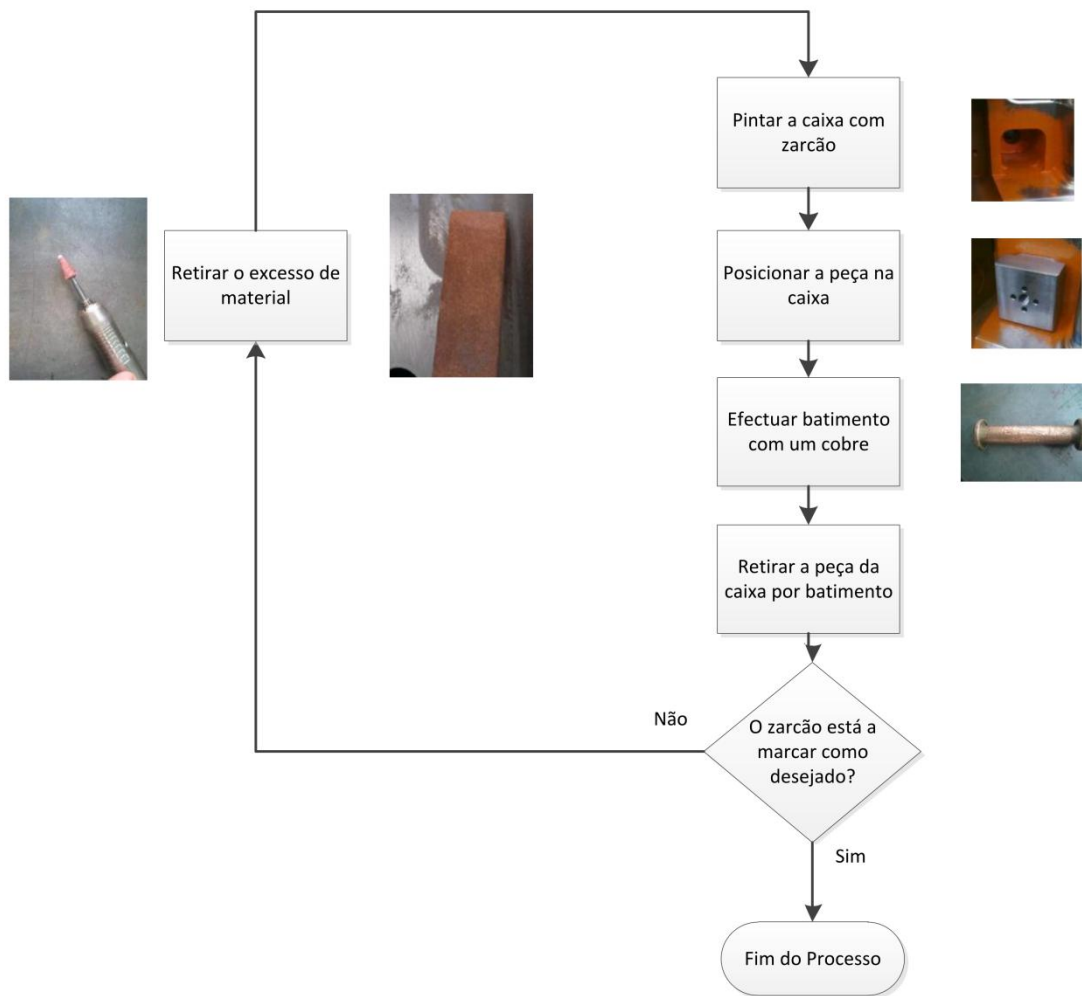 Pintar a caixa com
zarcão
Retirar o excesso de
material
Posicionar a peça na
caixa
Efectuar batimento
com um cobre
Retirar a peça da
caixa por batimento
Não
O zarcão está a
marcar como
desejado?
Sim
Fim do Processo